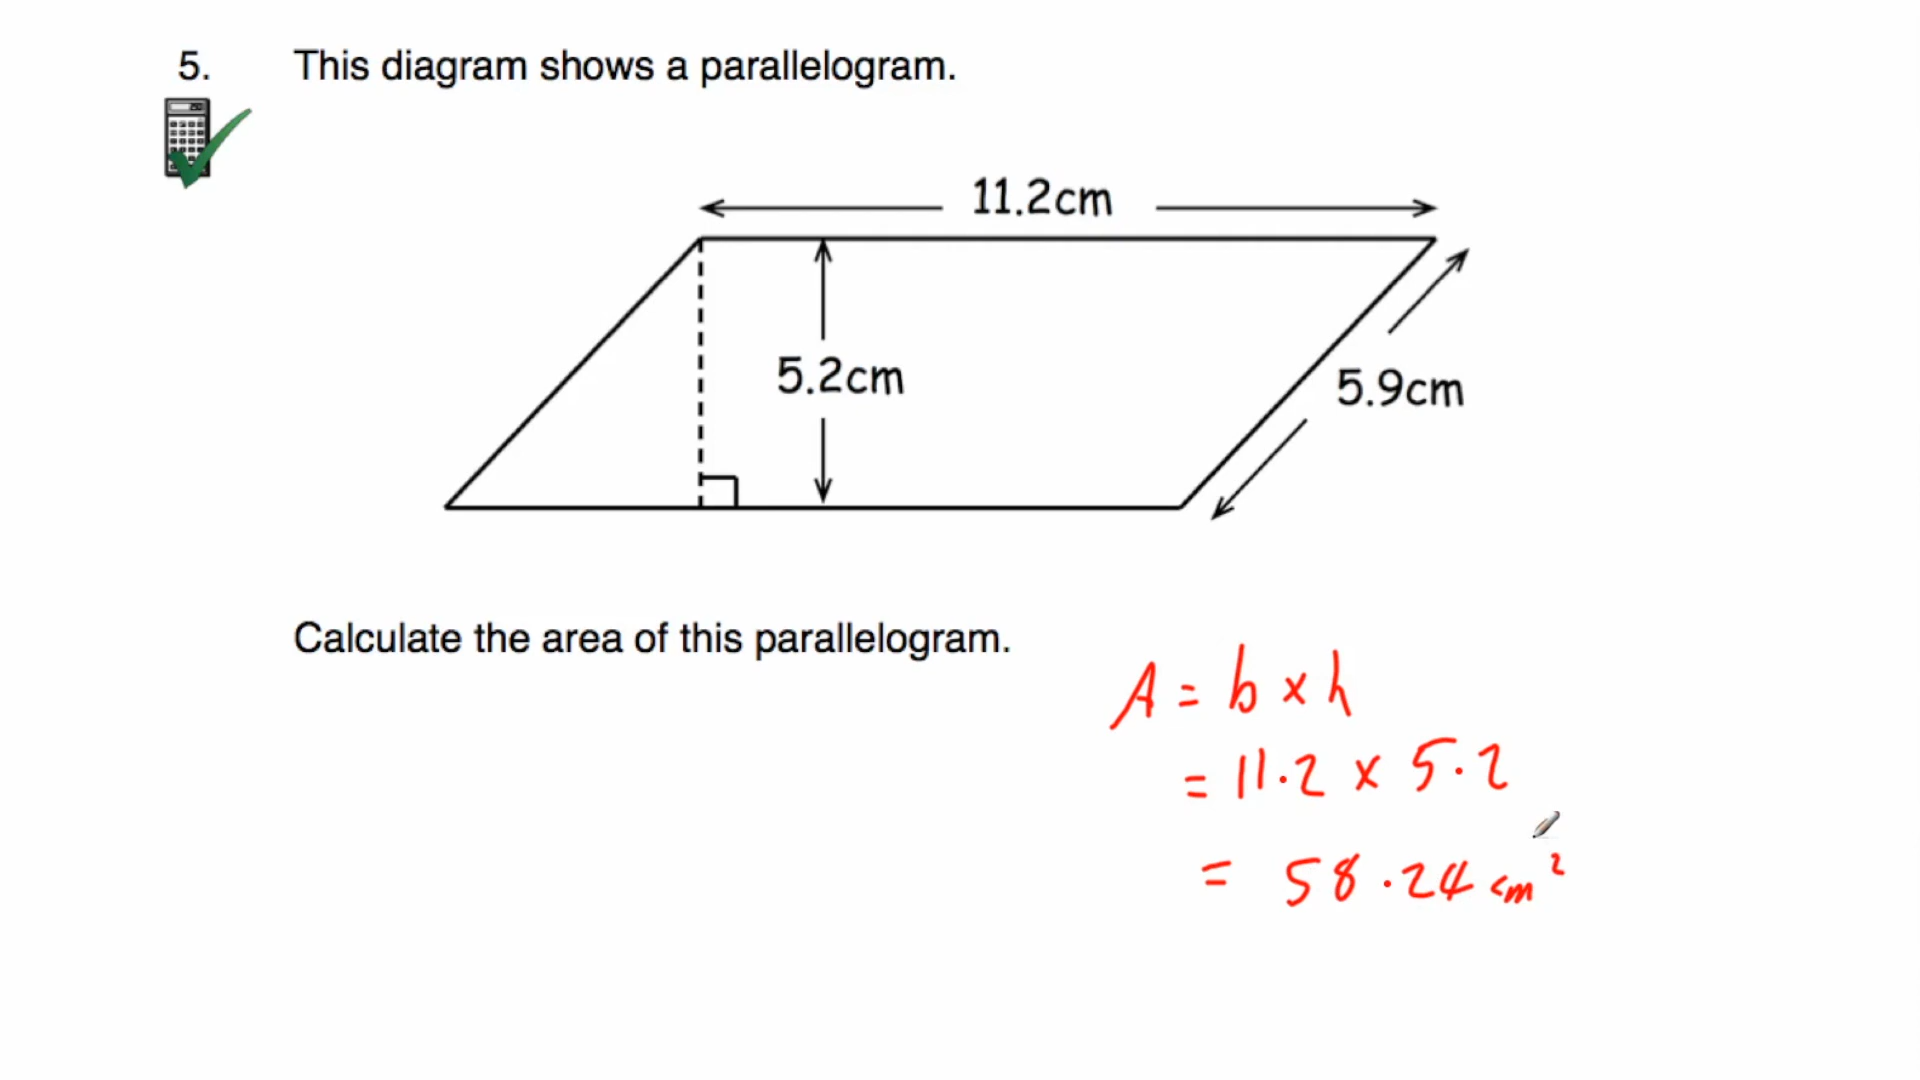 5. This diagram shows a parallelogram.
11.2cm
5.2cm
5.9cm
Calculate the area of this parallelogram.
A = b × h
= 11.2 × 5.2
= 58.24 cm²